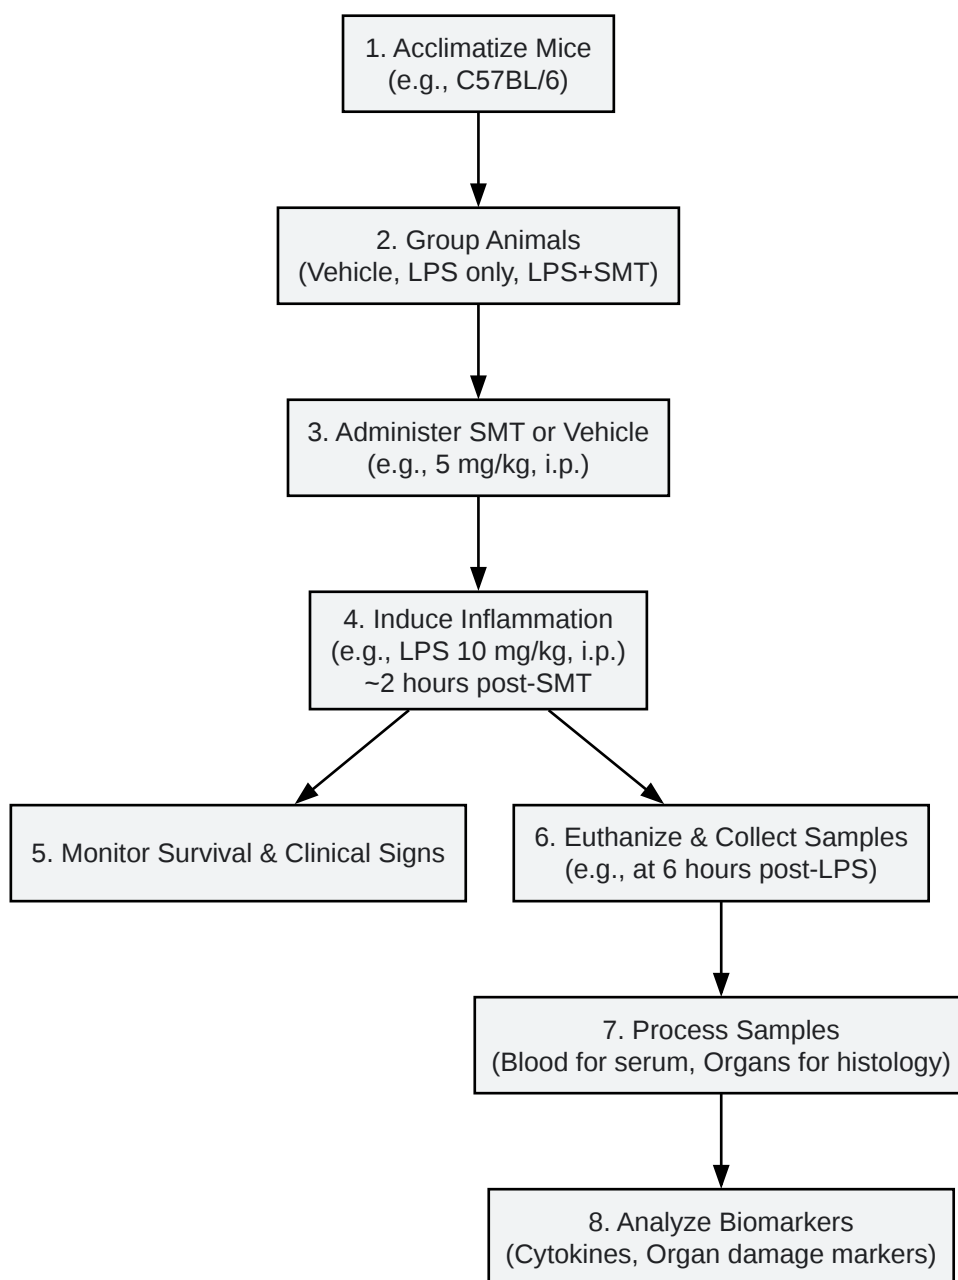 1. Acclimatize Mice
(e.g., C57BL/6)
2. Group Animals
(Vehicle, LPS only, LPS+SMT)
3. Administer SMT or Vehicle
(e.g., 5 mg/kg, i.p.)
4. Induce Inflammation
(e.g., LPS 10 mg/kg, i.p.)
~2 hours post-SMT
5. Monitor Survival & Clinical Signs
6. Euthanize & Collect Samples
(e.g., at 6 hours post-LPS)
7. Process Samples
(Blood for serum, Organs for histology)
8. Analyze Biomarkers
(Cytokines, Organ damage markers)